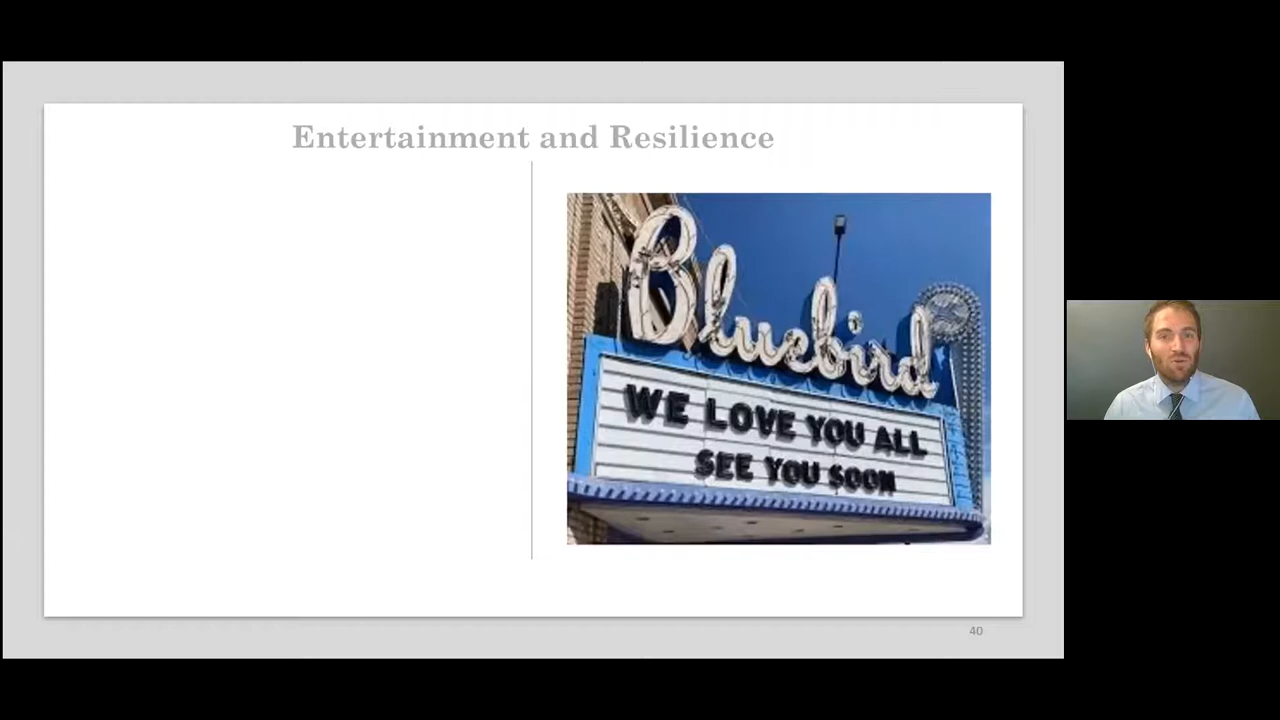 Entertainment and Resilience
Bluebird
WE LOVE YOU ALL
SEE YOU SOON
40